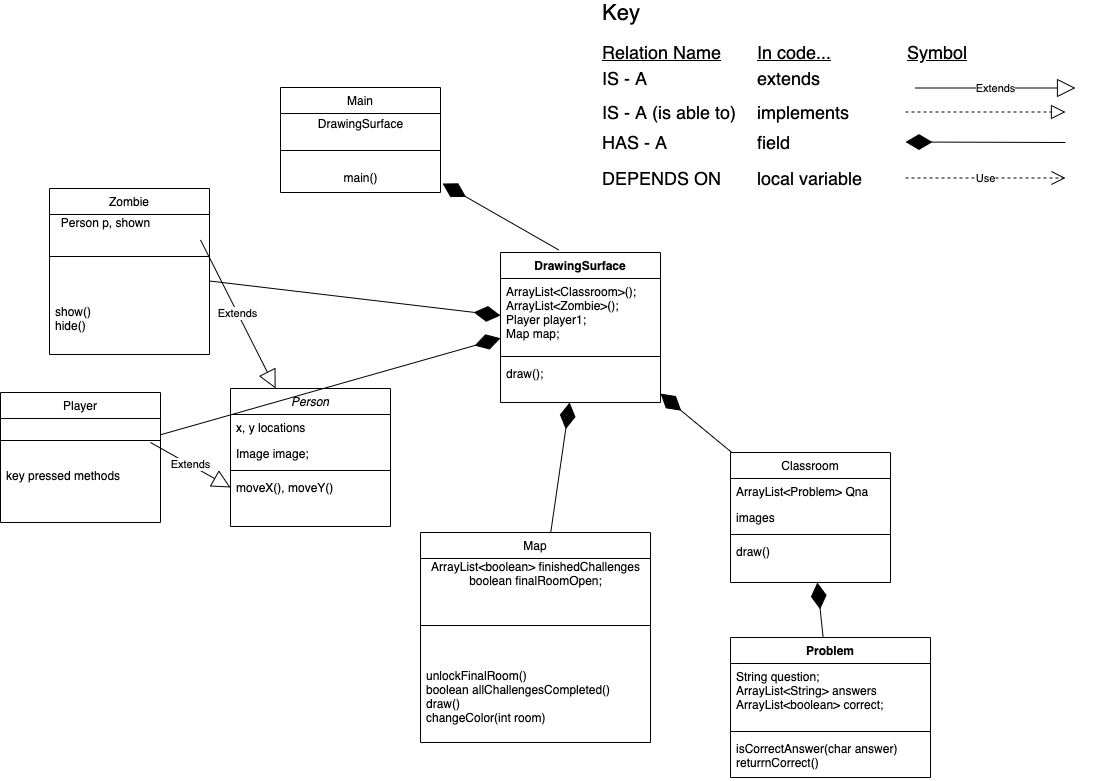 Key
Relation Name In code... Symbol
IS - A extends Extends
IS - A (is able to) implements
HAS - A field
DEPENDS ON local variable Use
Main
DrawingSurface
main()
Zombie
Person p, shown
show()
hide()
Extends
DrawingSurface
ArrayList<Classroom>();
ArrayList<Zombie>();
Player player1;
Map map;
draw();
Player
key pressed methods
Extends
Person
x, y locations
Image image;
moveX(), moveY()
Classroom
ArrayList<Problem> Qna
images
draw()
Map
ArrayList<boolean> finishedChallenges
boolean finalRoomOpen;
unlockFinalRoom()
boolean allChallengesCompleted()
draw()
changeColor(int room)
Problem
String question;
ArrayList<String> answers
ArrayList<boolean> correct;
isCorrectAnswer(char answer)
returrnCorrect()